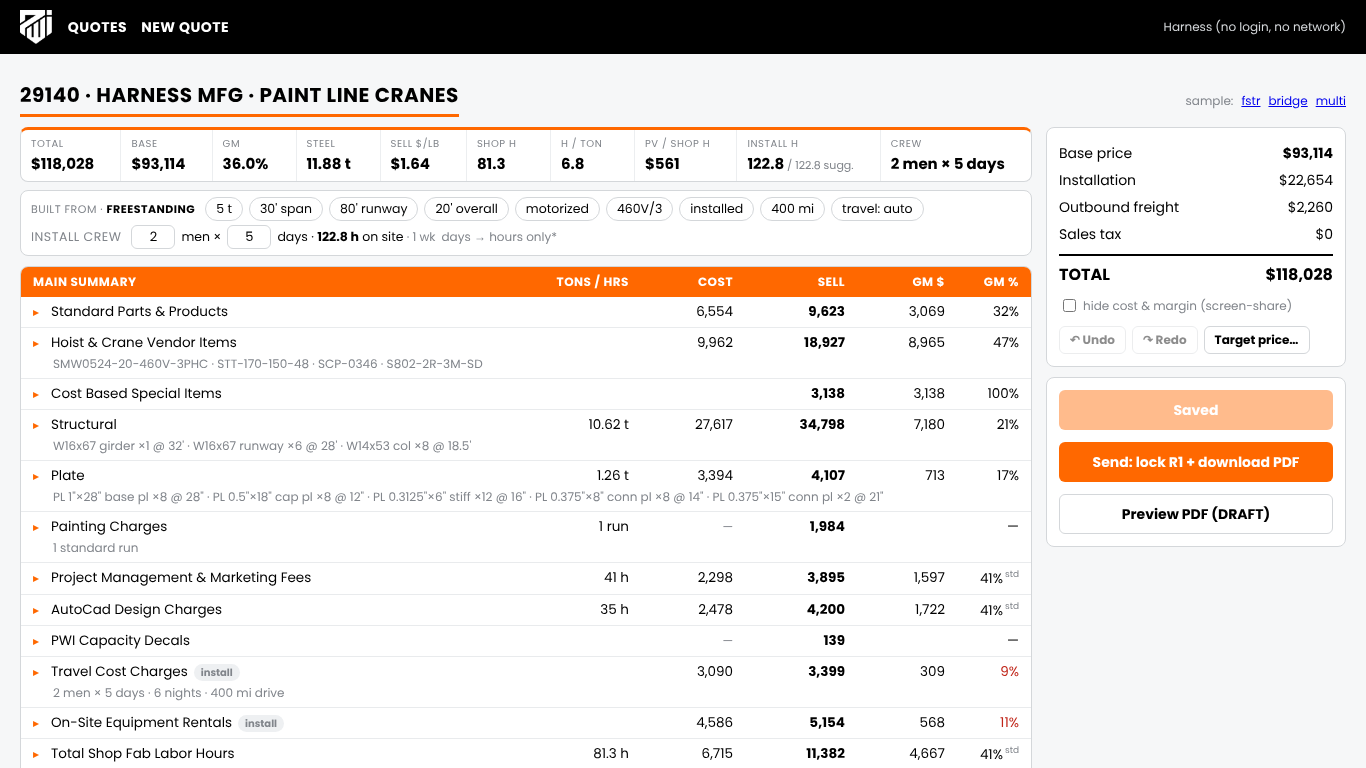 QUOTES NEW QUOTE Harness (no login, no network)
29140 · HARNESS MFG · PAINT LINE CRANES
sample: fstr bridge multi
TOTAL BASE GM STEEL SELL $/LB SHOP H H / TON PV / SHOP H INSTALL H CREW
$118,028 $93,114 36.0% 11.88 t $1.64 81.3 6.8 $561 122.8 / 122.8 sugg. 2 men × 5 days
BUILT FROM · FREESTANDING 5 t 30' span 80' runway 20' overall motorized 460V/3 installed 400 mi travel: auto
INSTALL CREW 2 men × 5 days · 122.8 h on site · 1 wk days → hours only*
MAIN SUMMARY TONS / HRS COST SELL GM $ GM %
▸ Standard Parts & Products 6,554 9,623 3,069 32%
▸ Hoist & Crane Vendor Items 9,962 18,927 8,965 47%
SMW0524-20-460V-3PHC · STT-170-150-48 · SCP-0346 · S802-2R-3M-SD
▸ Cost Based Special Items 3,138 3,138 100%
▸ Structural 10.62 t 27,617 34,798 7,180 21%
W16x67 girder ×1 @ 32' · W16x67 runway ×6 @ 28' · W14x53 col ×8 @ 18.5'
▸ Plate 1.26 t 3,394 4,107 713 17%
PL 1"×28" base pl ×8 @ 28" · PL 0.5"×18" cap pl ×8 @ 12" · PL 0.3125"×6" stiff ×12 @ 16" · PL 0.375"×8" conn pl ×8 @ 14" · PL 0.375"×15" conn pl ×2 @ 21"
▸ Painting Charges 1 run — 1,984 —
1 standard run
▸ Project Management & Marketing Fees 41 h 2,298 3,895 1,597 41% std
▸ AutoCad Design Charges 35 h 2,478 4,200 1,722 41% std
▸ PWI Capacity Decals — 139 —
▸ Travel Cost Charges install 3,090 3,399 309 9%
2 men × 5 days · 6 nights · 400 mi drive
▸ On-Site Equipment Rentals install 4,586 5,154 568 11%
▸ Total Shop Fab Labor Hours 81.3 h 6,715 11,382 4,667 41% std
Base price $93,114
Installation $22,654
Outbound freight $2,260
Sales tax $0
TOTAL $118,028
hide cost & margin (screen-share)
↶ Undo ↷ Redo Target price...
Saved
Send: lock R1 + download PDF
Preview PDF (DRAFT)